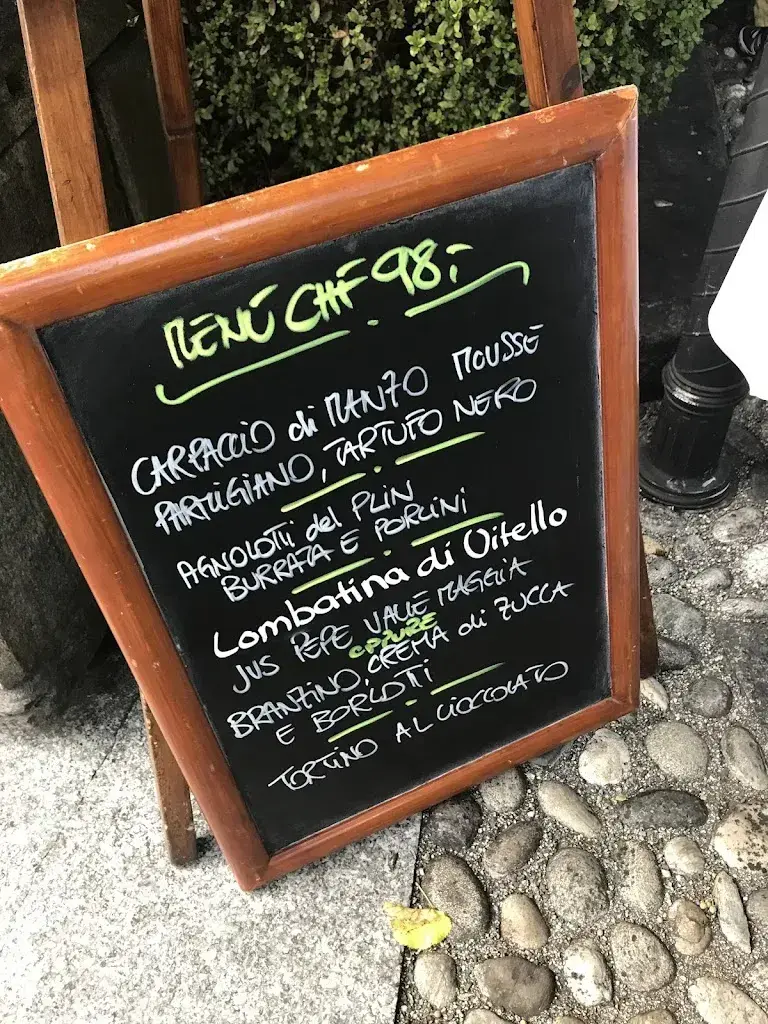 MENÚ CHF 98.-
CARPACCIO di MANZO MOUSSE
PARMIGIANO, TARTUFO NERO
AGNOLOTTI del PLIN
BURRATA E PORCINI
Lombatina di Vitello
JUS PEPE VALLE MAGGIA
OPPURE
BRANZINO, CREMA di ZUCCA
E BORLOTTI
TORTINO AL CIOCCOLATO